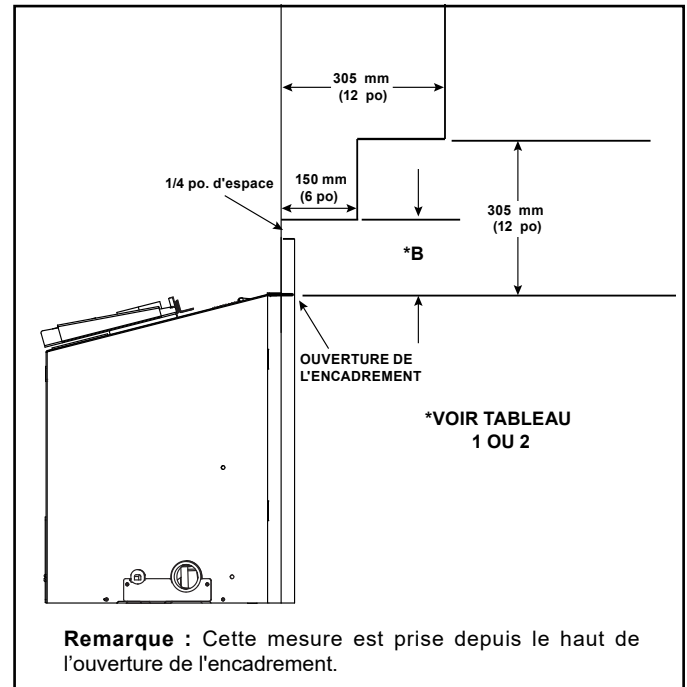 305 mm
(12 po)
1/4 po. d'espace
150 mm
(6 po)
305 mm
(12 po)
*B
OUVERTURE DE
L'ENCADREMENT
*VOIR TABLEAU
1 OU 2
Remarque : Cette mesure est prise depuis le haut de
l’ouverture de l'encadrement.